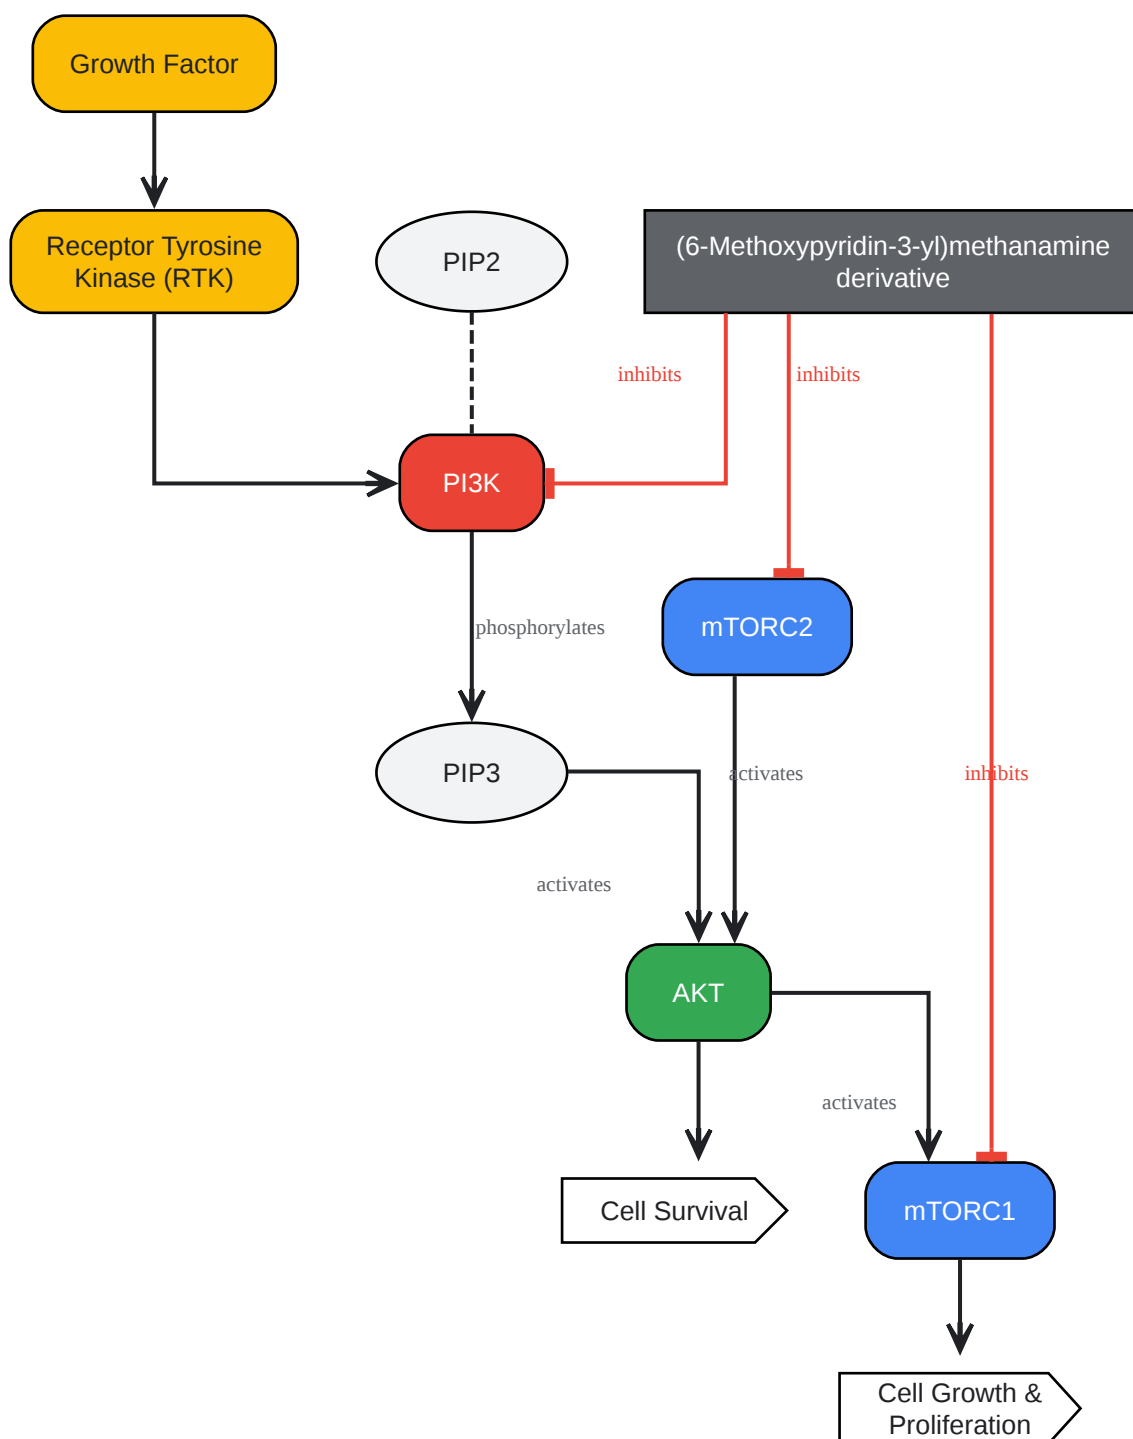 Growth Factor
Receptor Tyrosine
Kinase (RTK)
PIP2
(6-Methoxypyridin-3-yl)methanamine
derivative
inhibits
inhibits
PI3K
phosphorylates
mTORC2
PIP3
activates
inhibits
activates
AKT
activates
Cell Survival
mTORC1
Cell Growth &
Proliferation